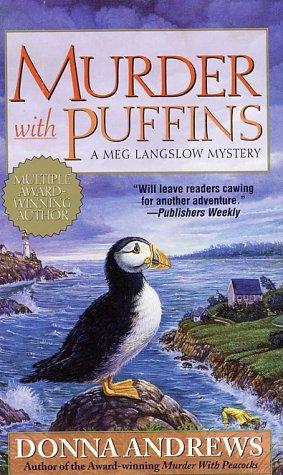 MURDER
with PUFFINS
A MEG LANGSLOW MYSTERY
MULTIPLE
AWARD-
WINNING
AUTHOR
"Will leave readers cawing
for another adventure."
—Publishers Weekly
DONNA ANDREWS
Author of the Award-winning Murder With Peacocks